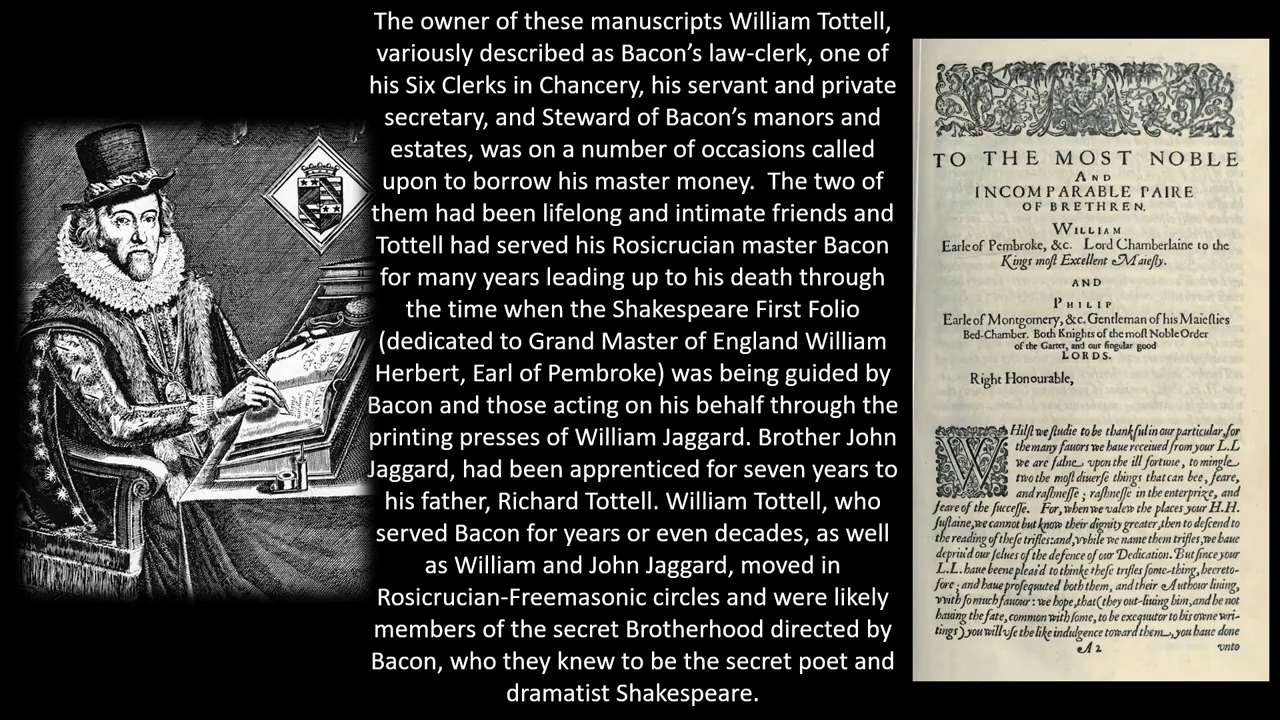 The owner of these manuscripts William Tottell,
variously described as Bacon’s law-clerk, one of
his Six Clerks in Chancery, his servant and private
secretary, and Steward of Bacon’s manors and
estates, was on a number of occasions called
upon to borrow his master money.  The two of
them had been lifelong and intimate friends and
Tottell had served his Rosicrucian master Bacon
for many years leading up to his death through
the time when the Shakespeare First Folio
(dedicated to Grand Master of England William
Herbert, Earl of Pembroke) was being guided by
Bacon and those acting on his behalf through the
printing presses of William Jaggard. Brother John
Jaggard, had been apprenticed for seven years to
his father, Richard Tottell. William Tottell, who
served Bacon for years or even decades, as well
as William and John Jaggard, moved in
Rosicrucian-Freemasonic circles and were likely
members of the secret Brotherhood directed by
Bacon, who they knew to be the secret poet and
dramatist Shakespeare.
TO THE MOST NOBLE
AND
INCOMPARABLE PAIRE
OF BRETHREN.
WILLIAM
Earle of Pembroke, &c. Lord Chamberlaine to the
Kings most Excellent Maiesty.
AND
PHILIP
Earle of Montgomery, &c. Gentleman of his Maiesties
Bed-Chamber. Both Knights of the most Noble Order
of the Garter, and our singular good
LORDS.
Right Honourable,
Whilst we studie to be thankful in our particular, for
the many fauors we haue receiued from your L.L
we are falne vpon the ill fortune, to mingle
two the most diuerse things that can bee, feare,
and rashnesse; rashnesse in the enterprize, and
feare of the successe. For, when we valew the places your H.H.
sustaine, we cannot but know their dignity greater, then to descend to
the reading of these trifles: and, vvhile we name them trifles, we haue
depriu'd our selues of the defence of our Dedication. But since your
L.L. haue beene pleas'd to thinke these trifles some-thing, heereto-
fore; and haue prosequuted both them, and their Authour liuing,
vvith so much fauour: we hope, that (they out-liuing him, and he not
hauing the fate, common with some, to be exequutor to his owne wri-
tings) you will vse the like indulgence toward them, you haue done
A2 vnto